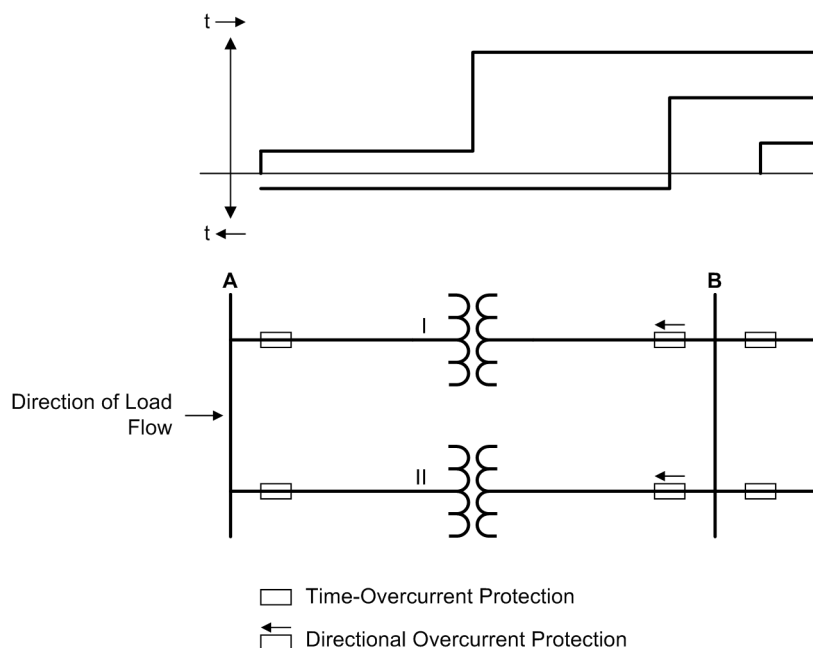 t
t
A
B
I
Direction of Load
Flow
II
Time-Overcurrent Protection
Directional Overcurrent Protection